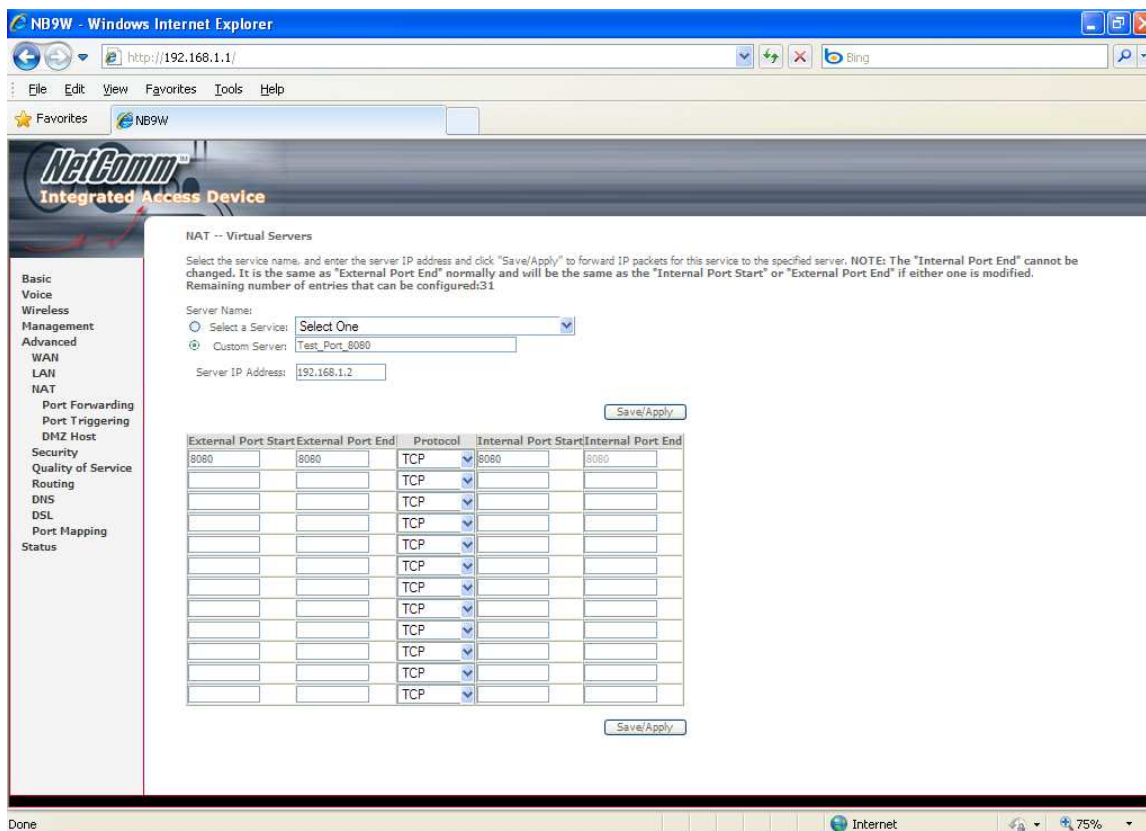 NB9W - Windows Internet Explorer
http://192.168.1.1/
Bing
File Edit View Favorites Tools Help
Favorites NB9W
NetComm™
Integrated Access Device
Basic
Voice
Wireless
Management
Advanced
WAN
LAN
NAT
Port Forwarding
Port Triggering
DMZ Host
Security
Quality of Service
Routing
DNS
DSL
Port Mapping
Status
NAT -- Virtual Servers
Select the service name, and enter the server IP address and click "Save/Apply" to forward IP packets for this service to the specified server. NOTE: The "Internal Port End" cannot be
changed. It is the same as "External Port End" normally and will be the same as the "Internal Port Start" or "External Port End" if either one is modified.
Remaining number of entries that can be configured:31
Server Name:
Select a Service: Select One
Custom Server: Test_Port_8080
Server IP Address: 192.168.1.2
Save/Apply
External Port Start External Port End Protocol Internal Port Start Internal Port End
8080 8080 TCP 8080 8080
TCP
TCP
TCP
TCP
TCP
TCP
TCP
TCP
TCP
TCP
TCP
Save/Apply
Done Internet 75%